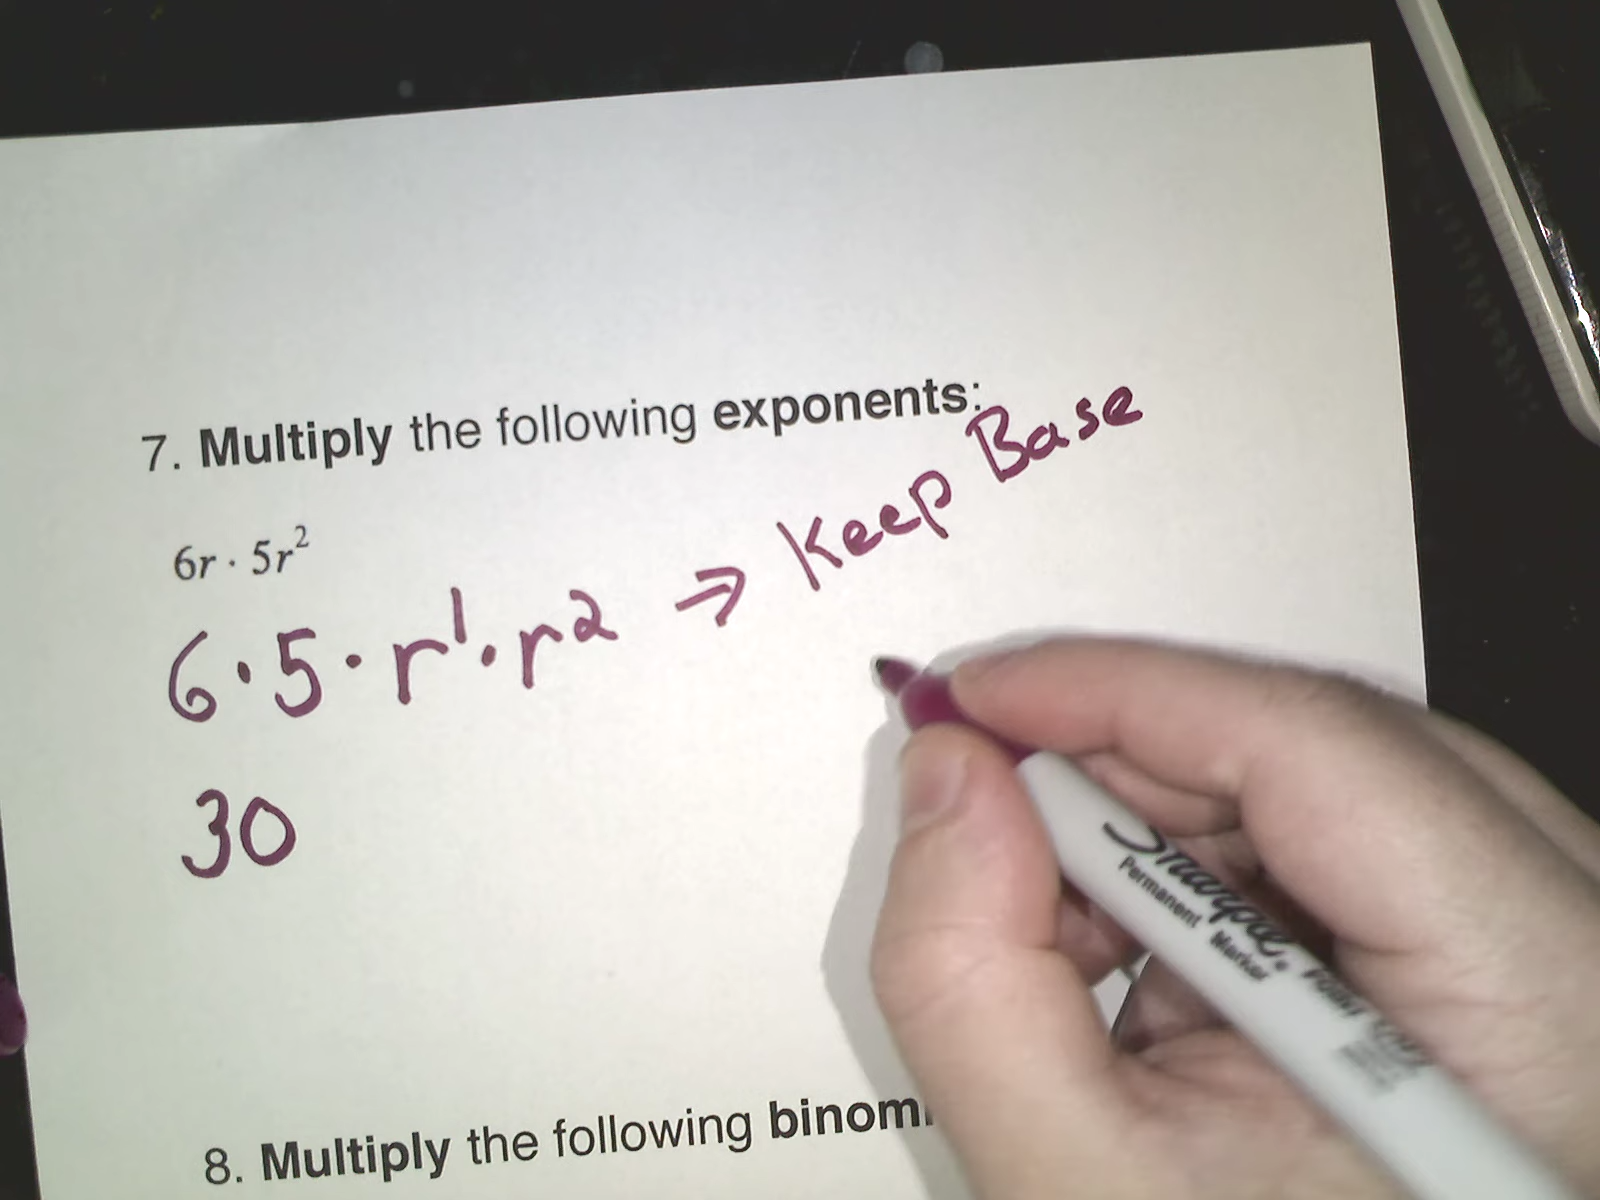 7. Multiply the following exponents:
6r · 5r²
6 · 5 · r¹ · r² ⇒ Keep Base
30
8. Multiply the following binomi
Sharpie.
Permanent Marker